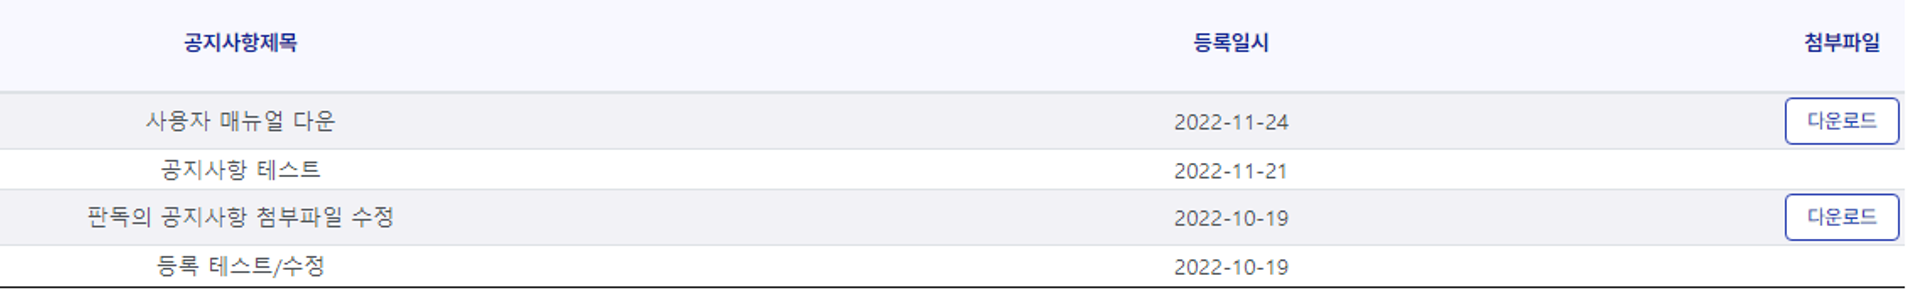 공지사항제목 등록일시 첨부파일
사용자 매뉴얼 다운 2022-11-24 다운로드
공지사항 테스트 2022-11-21
판독의 공지사항 첨부파일 수정 2022-10-19 다운로드
등록 테스트/수정 2022-10-19